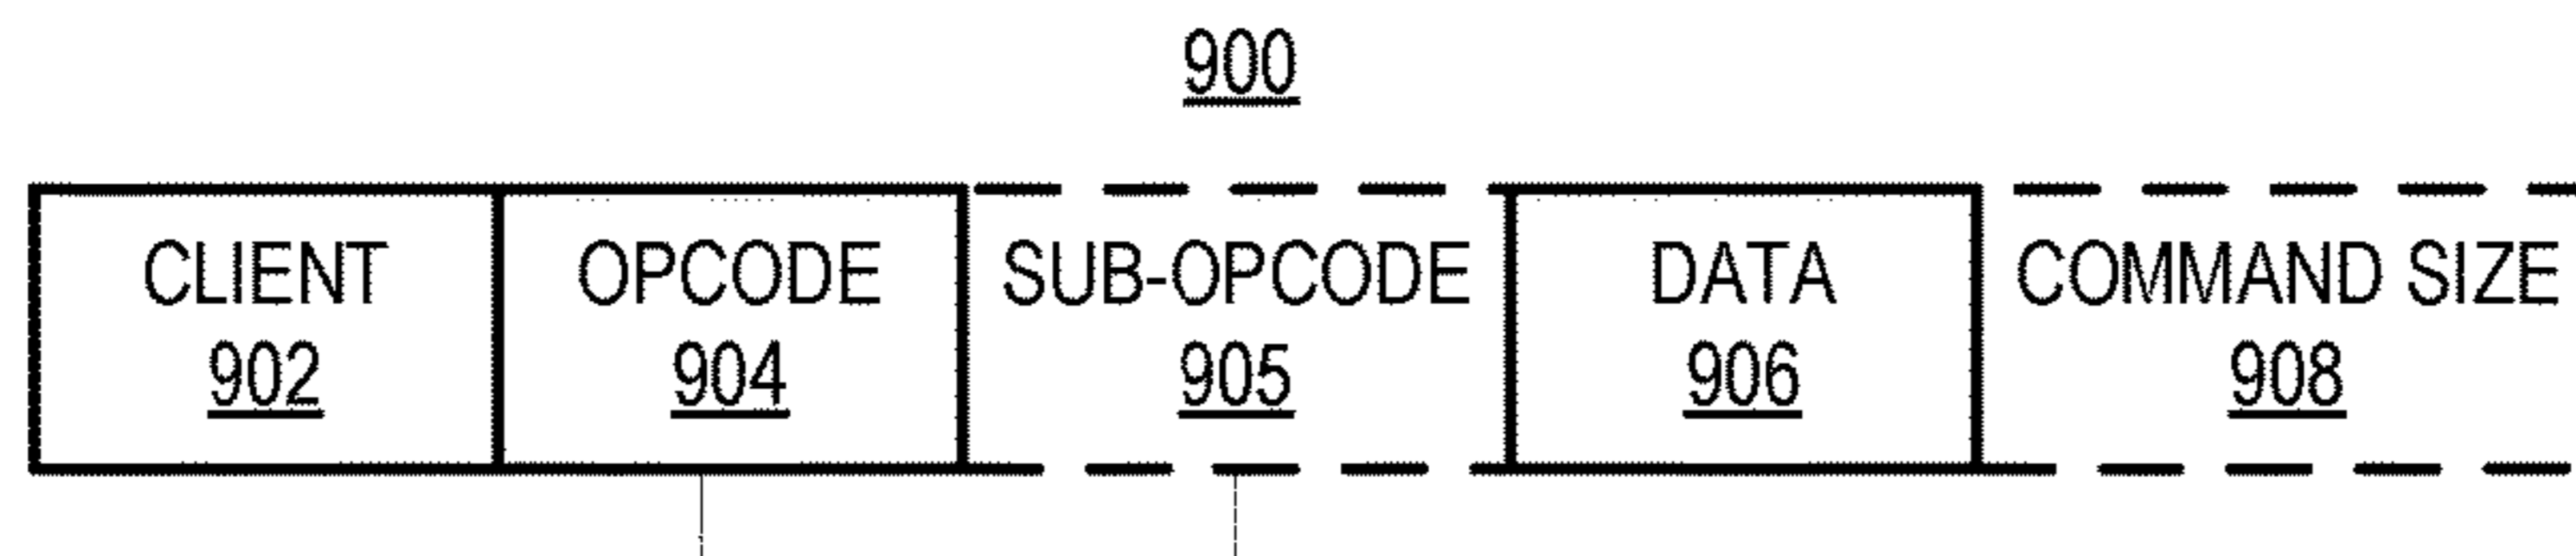 900
CLIENT OPCODE SUB-OPCODE DATA COMMAND SIZE
902 904 905 906 908